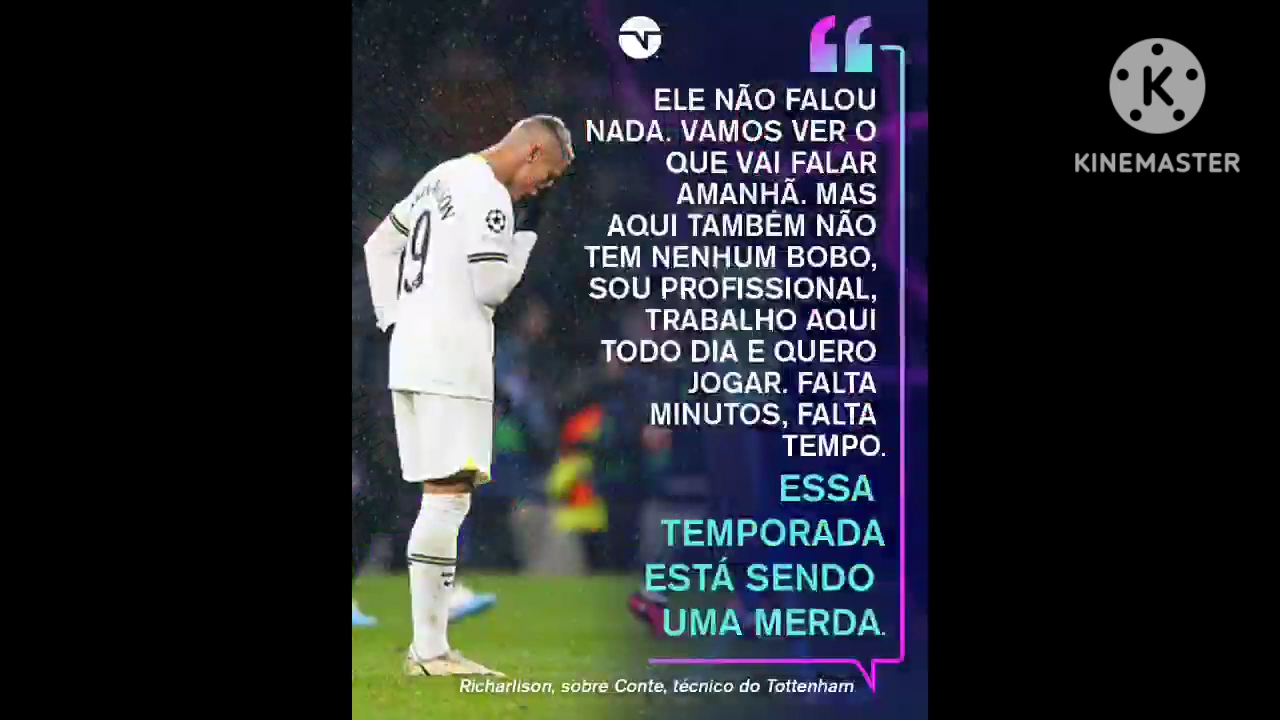 ELE NÃO FALOU
NADA. VAMOS VER O
QUE VAI FALAR
AMANHÃ. MAS
AQUI TAMBÉM NÃO
TEM NENHUM BOBO,
SOU PROFISSIONAL,
TRABALHO AQUI
TODO DIA E QUERO
JOGAR. FALTA
MINUTOS, FALTA
TEMPO.
ESSA
TEMPORADA
ESTÁ SENDO
UMA MERDA.
Richarlison, sobre Conte, técnico do Tottenham
K
KINEMASTER
9